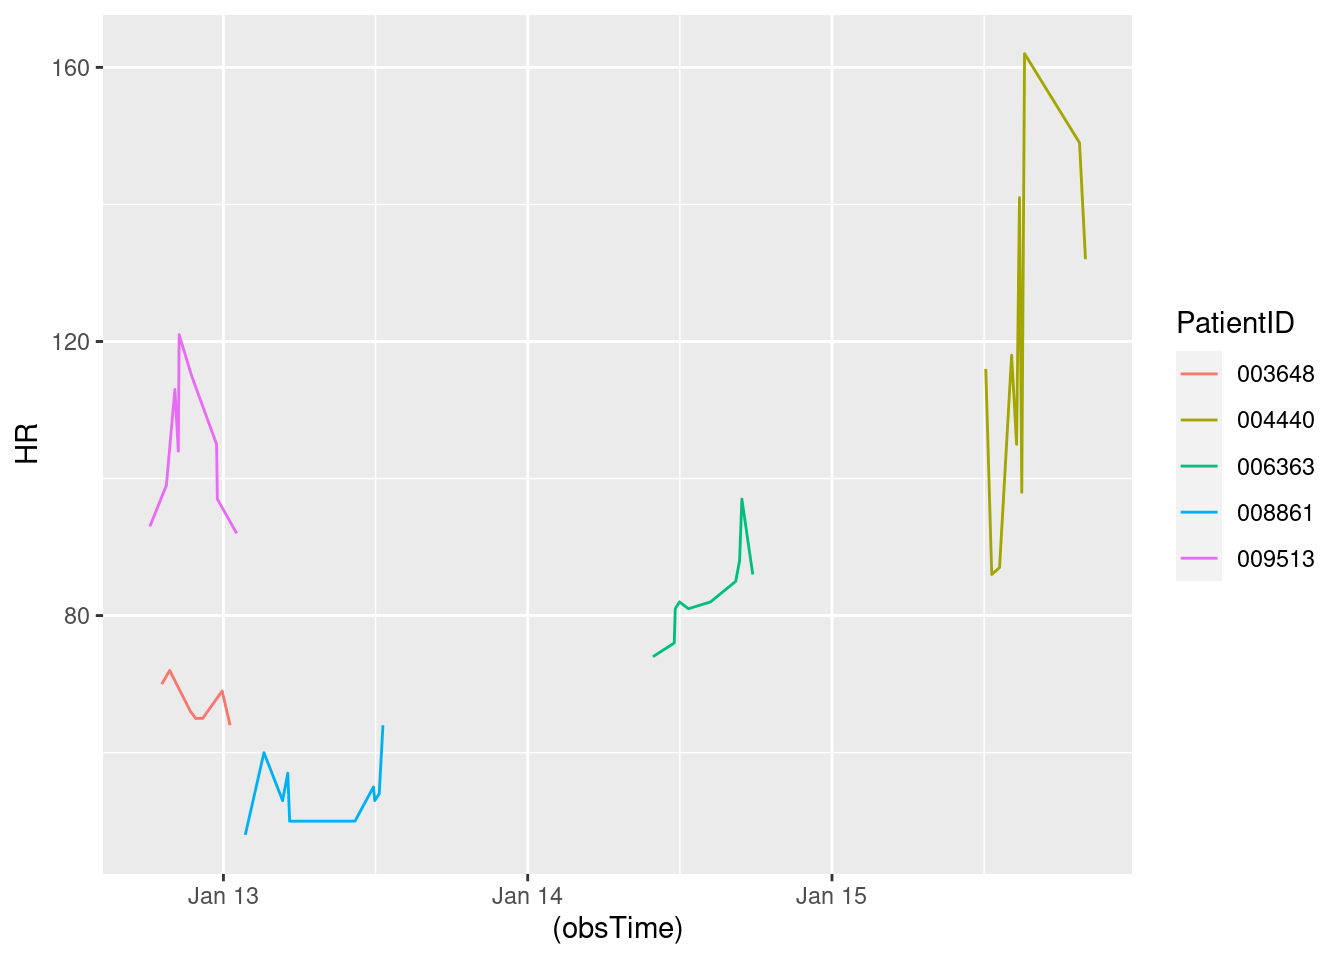 160
120
80
HR
Jan 13
Jan 14
Jan 15
(obsTime)
PatientID
003648
004440
006363
008861
009513